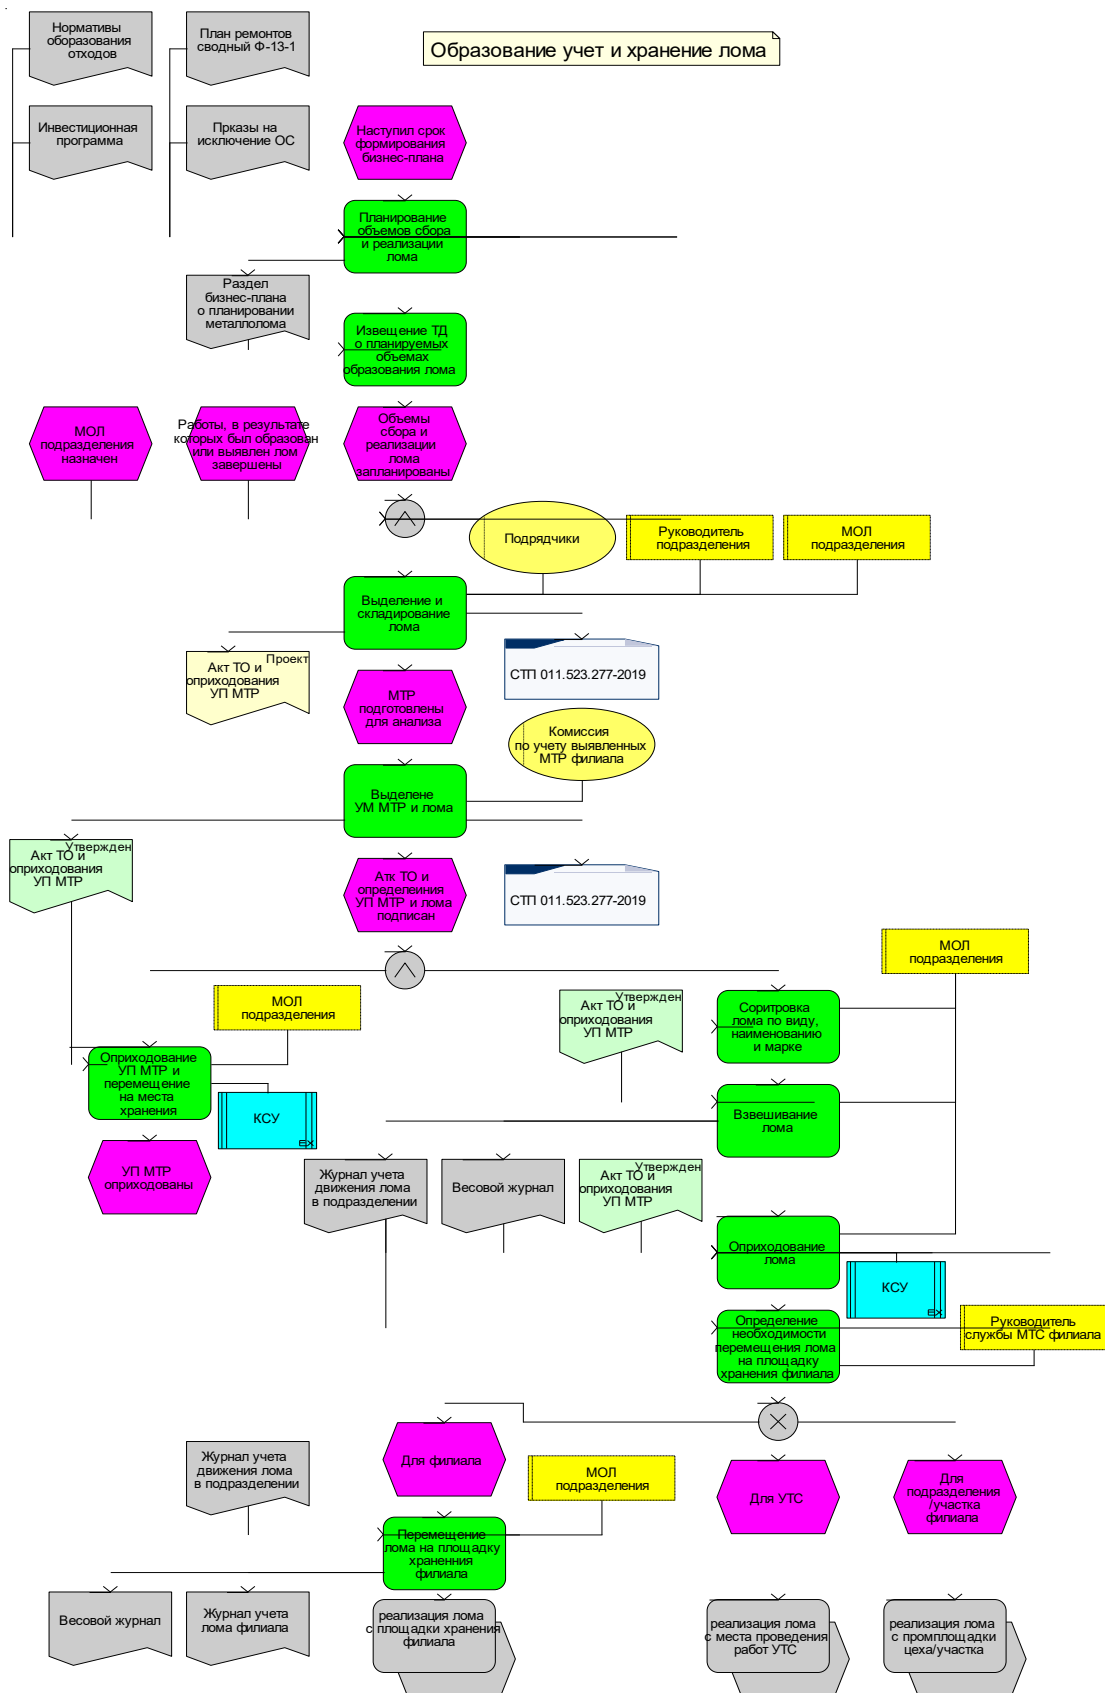 Нормативы
оборазования
отходов
План ремонтов
сводный Ф-13-1
Образование учет и хранение лома
Инвестиционная
программа
Прказы на
исключение ОС
Наступил срок
формирования
бизнес-плана
Планирование
объемов сбора
и реализации
лома
Раздел
бизнес-плана
о планировании
металлолома
Извещение ТД
о планируемых
объемах
образования лома
МОЛ
подразделения
назначен
Работы, в результате
которых был образован
или выявлен лом
завершены
Объемы
сбора и
реализации
лома
запланированы
Подрядчики
Руководитель
подразделения
МОЛ
подразделения
Выделение и
складирование
лома
Проект
Акт ТО и
оприходования
УП МТР
СТП 011.523.277-2019
МТР
подготовлены
для анализа
Комиссия
по учету выявленных
МТР филиала
Выделене
УМ МТР и лома
Утвержден
Акт ТО и
оприходования
УП МТР
Атк ТО и
определеиния
УП МТР и лома
подписан
СТП 011.523.277-2019
МОЛ
подразделения
МОЛ
подразделения
Утвержден
Акт ТО и
оприходования
УП МТР
Соритровка
лома по виду,
наименованию
и марке
Оприходование
УП МТР и
перемещение
на места
хранения
КСУ
EX
Взвешивание
лома
УП МТР
оприходованы
Журнал учета
движения лома
в подразделении
Весовой журнал
Утвержден
Акт ТО и
оприходования
УП МТР
Оприходование
лома
КСУ
EX
Определение
необходимости
перемещения лома
на площадку
хранения филиала
Руководитель
службы МТС филиала
Журнал учета
движения лома
в подразделении
Для филиала
МОЛ
подразделения
Для УТС
Для
подразделения
/участка
филиала
Перемещение
лома на площадку
храненния
филиала
Весовой журнал
Журнал учета
лома филиала
реализация лома
с площадки хранения
филиала
реализация лома
с места проведения
работ УТС
реализация лома
с промплощадки
цеха/участка